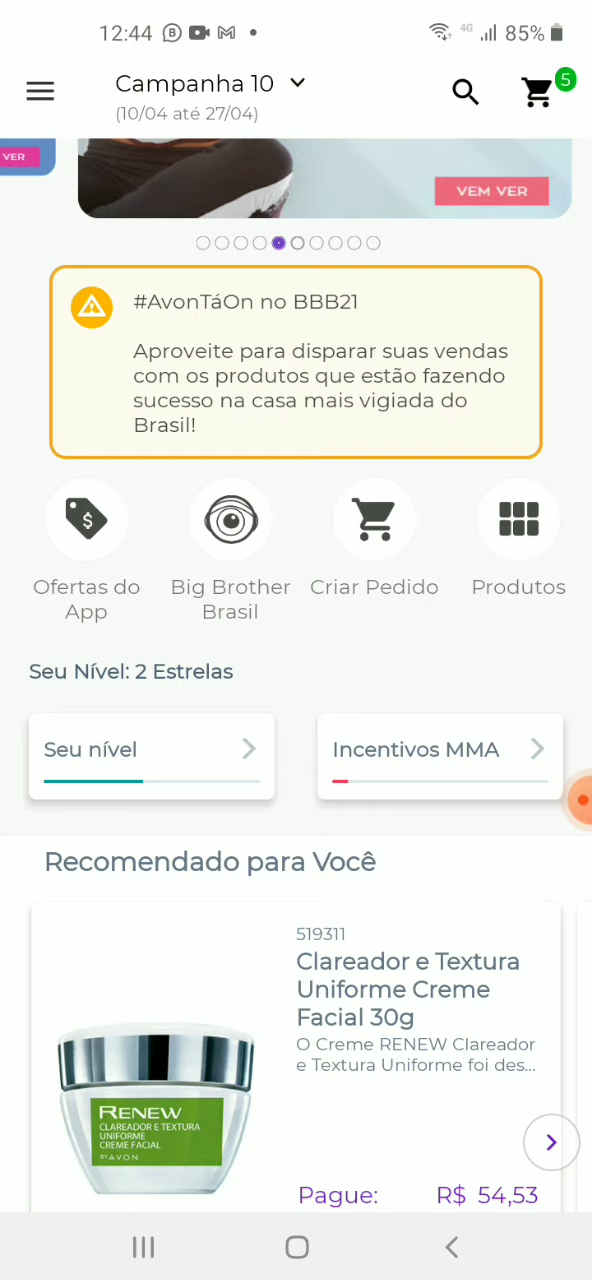 12:44
4G
85%
Campanha 10
5
(10/04 até 27/04)
VER
VEM VER
#AvonTáOn no BBB21
Aproveite para disparar suas vendas
com os produtos que estão fazendo
sucesso na casa mais vigiada do
Brasil!
Ofertas do
App
Big Brother
Brasil
Criar Pedido
Produtos
Seu Nível: 2 Estrelas
Seu nível
Incentivos MMA
Recomendado para Você
519311
Clareador e Textura
Uniforme Creme
Facial 30g
O Creme RENEW Clareador
e Textura Uniforme foi des...
RENEW
CLAREADOR E TEXTURA
UNIFORME
CREME FACIAL
BY AVON
Pague: R$ 54,53